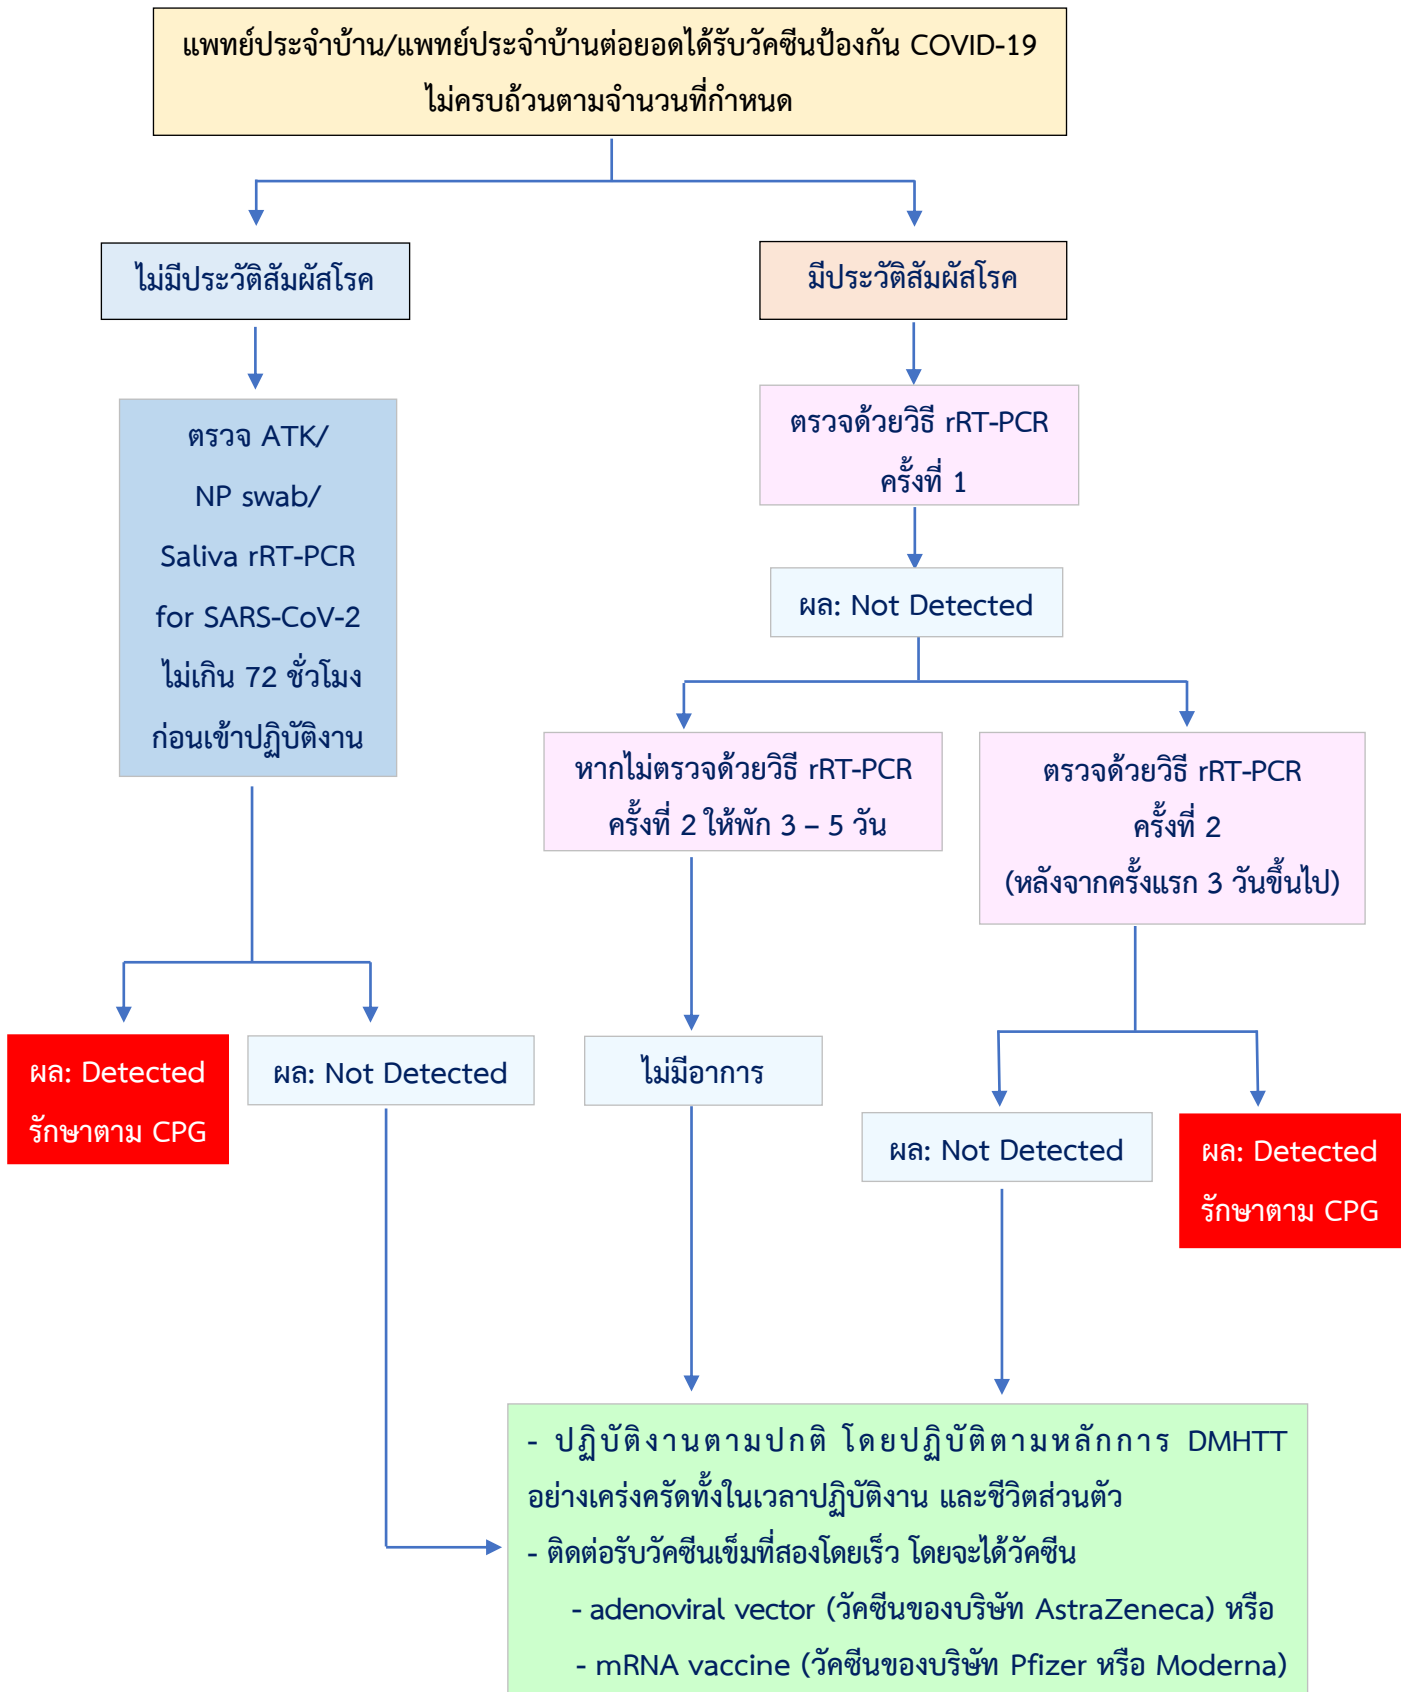 แพทย์ประจำบ้าน/แพทย์ประจำบ้านต่อยอดได้รับวัคซีนป้องกัน COVID-19
ไม่ครบถ้วนตามจำนวนที่กำหนด
ไม่มีประวัติสัมผัสโรค
มีประวัติสัมผัสโรค
ตรวจ ATK/
NP swab/
Saliva rRT-PCR
for SARS-CoV-2
ไม่เกิน 72 ชั่วโมง
ก่อนเข้าปฏิบัติงาน
ตรวจด้วยวิธี rRT-PCR
ครั้งที่ 1
ผล: Not Detected
หากไม่ตรวจด้วยวิธี rRT-PCR
ครั้งที่ 2 ให้พัก 3 – 5 วัน
ตรวจด้วยวิธี rRT-PCR
ครั้งที่ 2
(หลังจากครั้งแรก 3 วันขึ้นไป)
ผล: Detected
รักษาตาม CPG
ผล: Not Detected
ไม่มีอาการ
ผล: Not Detected
ผล: Detected
รักษาตาม CPG
- ปฏิบัติงานตามปกติ โดยปฏิบัติตามหลักการ DMHTT
อย่างเคร่งครัดทั้งในเวลาปฏิบัติงาน และชีวิตส่วนตัว
- ติดต่อรับวัคซีนเข็มที่สองโดยเร็ว โดยจะได้วัคซีน
- adenoviral vector (วัคซีนของบริษัท AstraZeneca) หรือ
- mRNA vaccine (วัคซีนของบริษัท Pfizer หรือ Moderna)